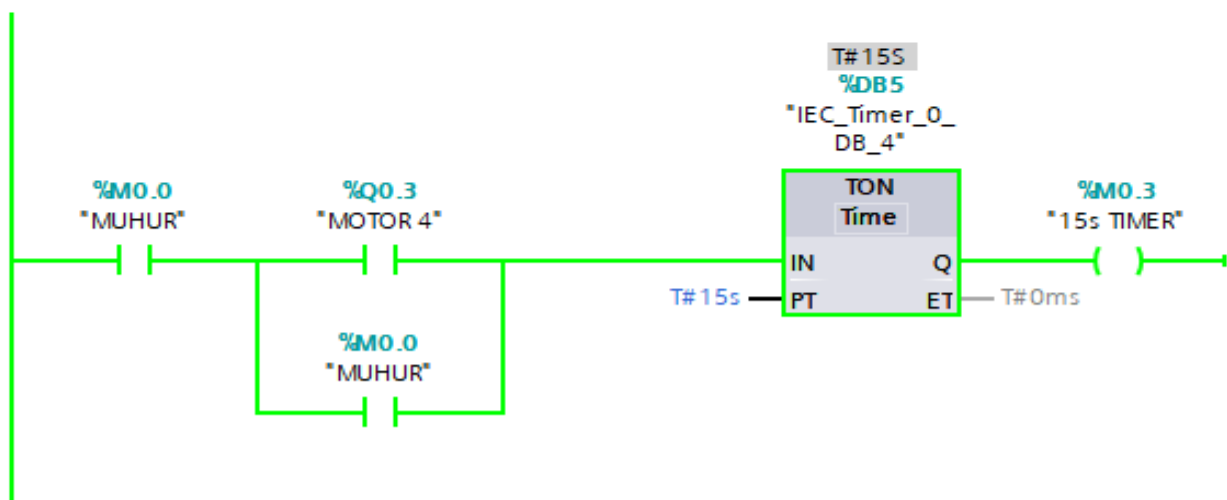 T#15S
%DB5
"IEC_Timer_0_
DB_4"
%M0.0
"MUHUR"
%Q0.3
"MOTOR 4"
TON
Time
%M0.3
"15s TIMER"
IN
Q
T#15s
PT
ET
T#0ms
%M0.0
"MUHUR"